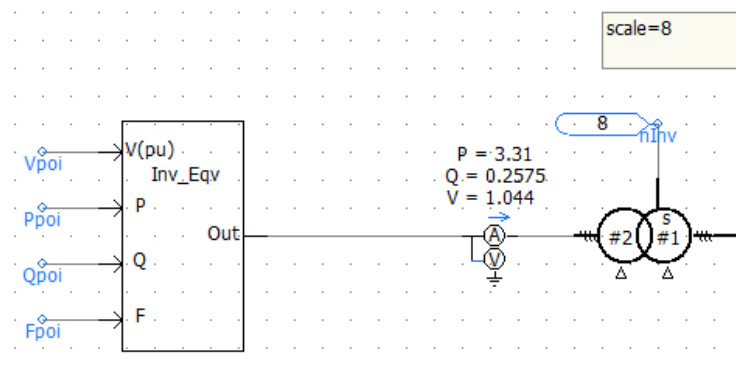 scale=8
8
nInv
V(pu)
Vpoi
Inv_Eqv
P = 3.31
Q = 0.2575
V = 1.044
P
Ppoi
S
A
Out
#2
#1
V
Q
Qpoi
F
Fpoi